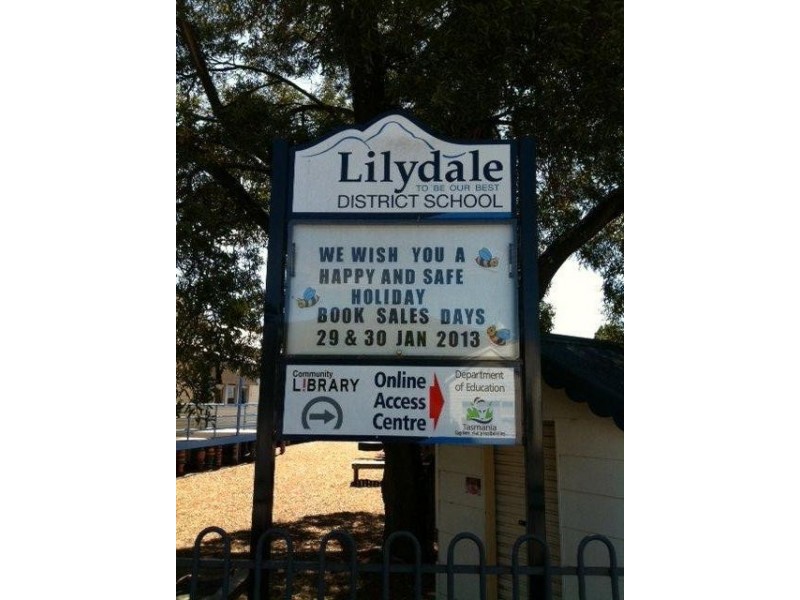 Lilydale
TO BE OUR BEST
DISTRICT SCHOOL
WE WISH YOU A
HAPPY AND SAFE
HOLIDAY
BOOK SALES DAYS
29 & 30 JAN 2013
Community
L!BRARY
Online
Access
Centre
Department
of Education
Tasmania